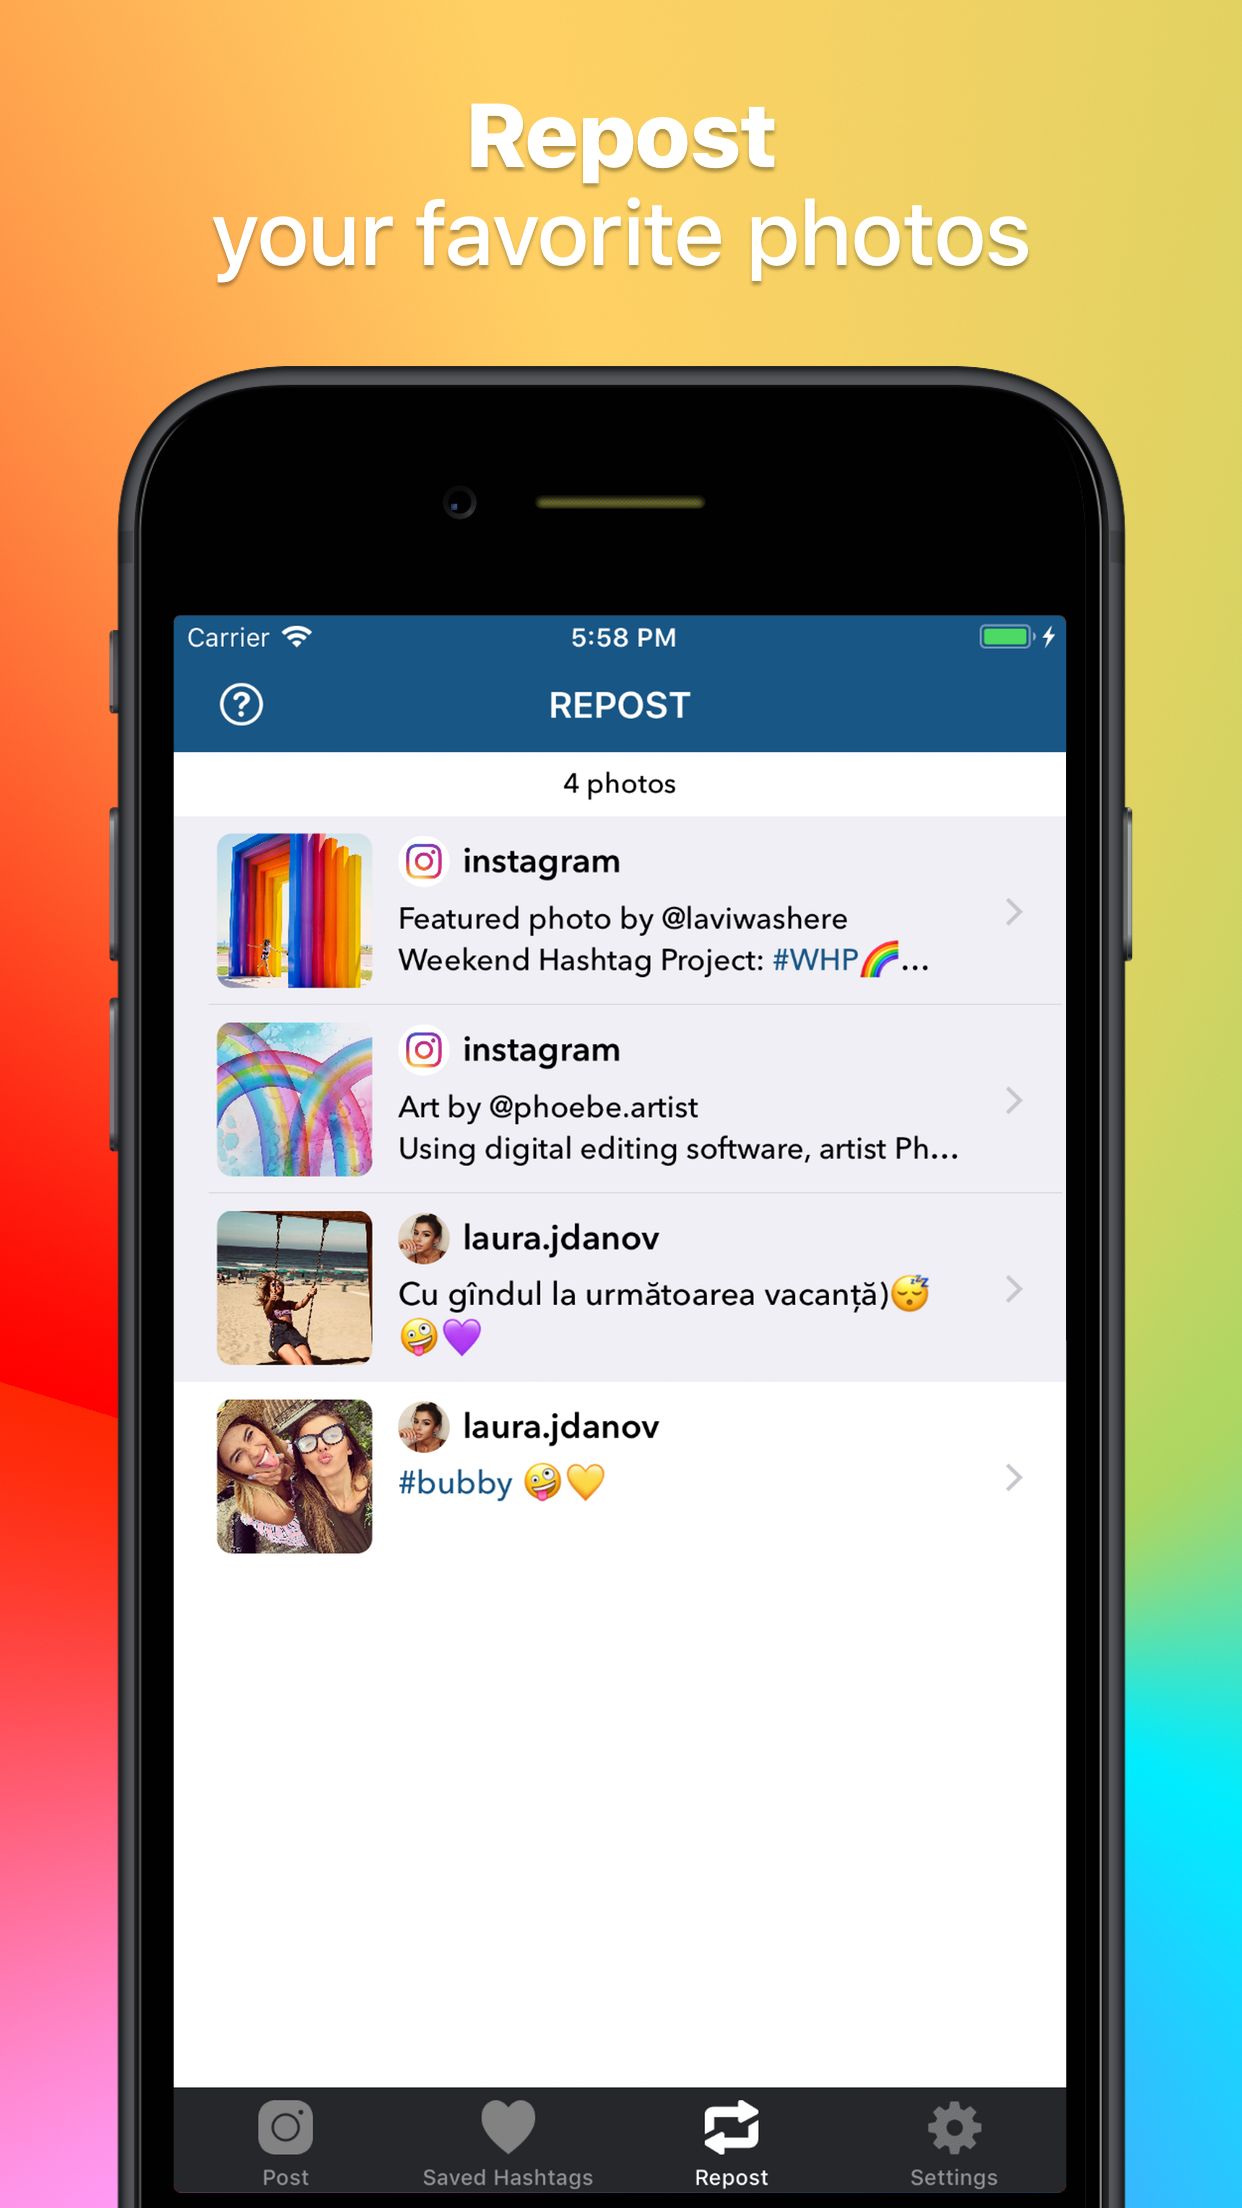 Repost
your favorite photos
Carrier 5:58 PM
REPOST
4 photos
instagram
Featured photo by @laviwashere
Weekend Hashtag Project: #WHP🌈...
instagram
Art by @phoebe.artist
Using digital editing software, artist Ph...
laura.jdanov
Cu gîndul la următoarea vacanță)😴
🤪💜
laura.jdanov
#bubby 🤪💛
Post Saved Hashtags Repost Settings